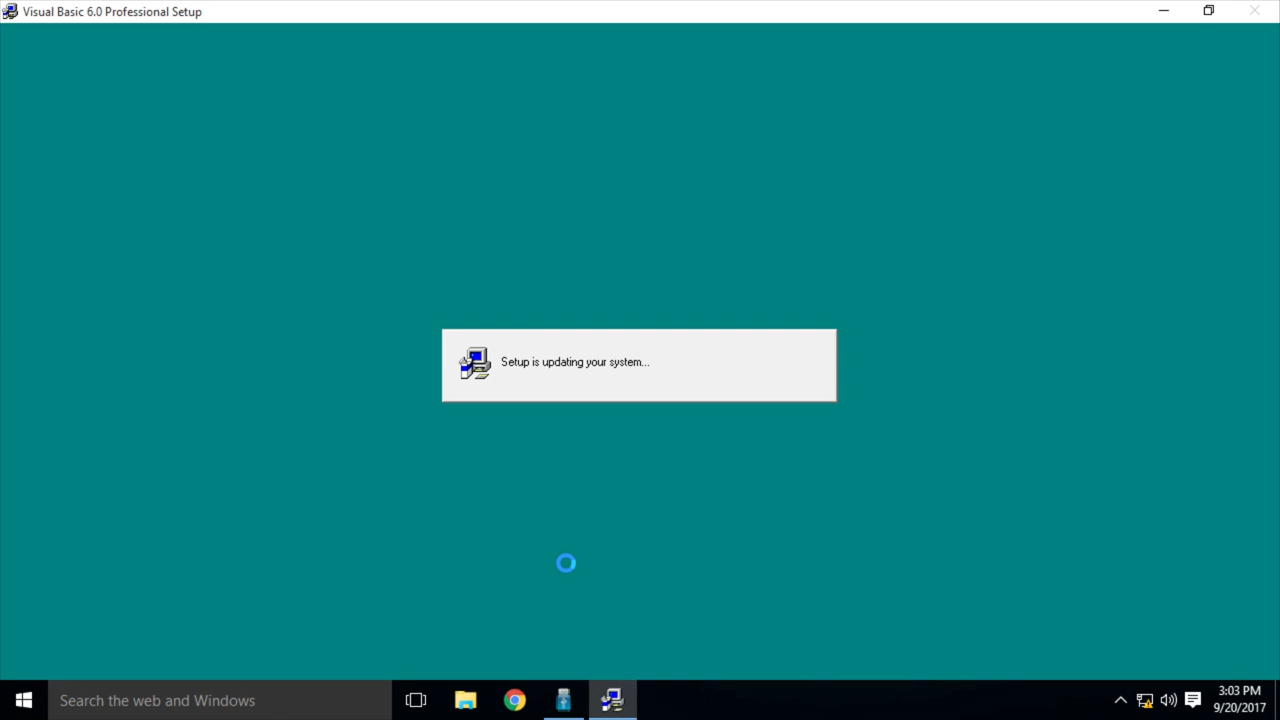 Visual Basic 6.0 Professional Setup
Setup is updating your system...
Search the web and Windows
3:03 PM
9/20/2017